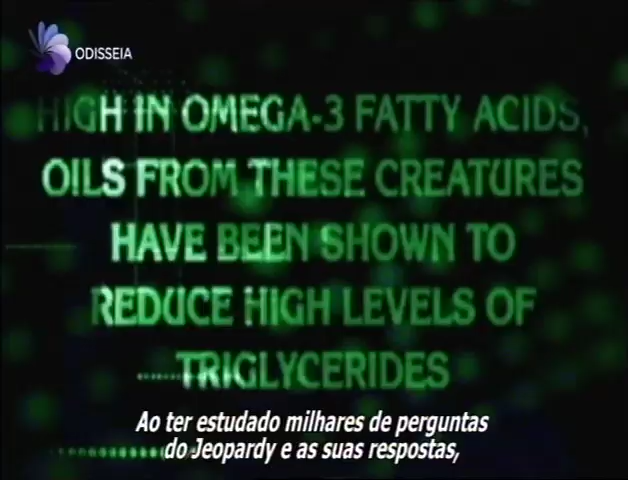 ODISSEIA
HIGH IN OMEGA-3 FATTY ACIDS,
OILS FROM THESE CREATURES
HAVE BEEN SHOWN TO
REDUCE HIGH LEVELS OF
TRIGLYCERIDES
Ao ter estudado milhares de perguntas
do Jeopardy e as suas respostas,